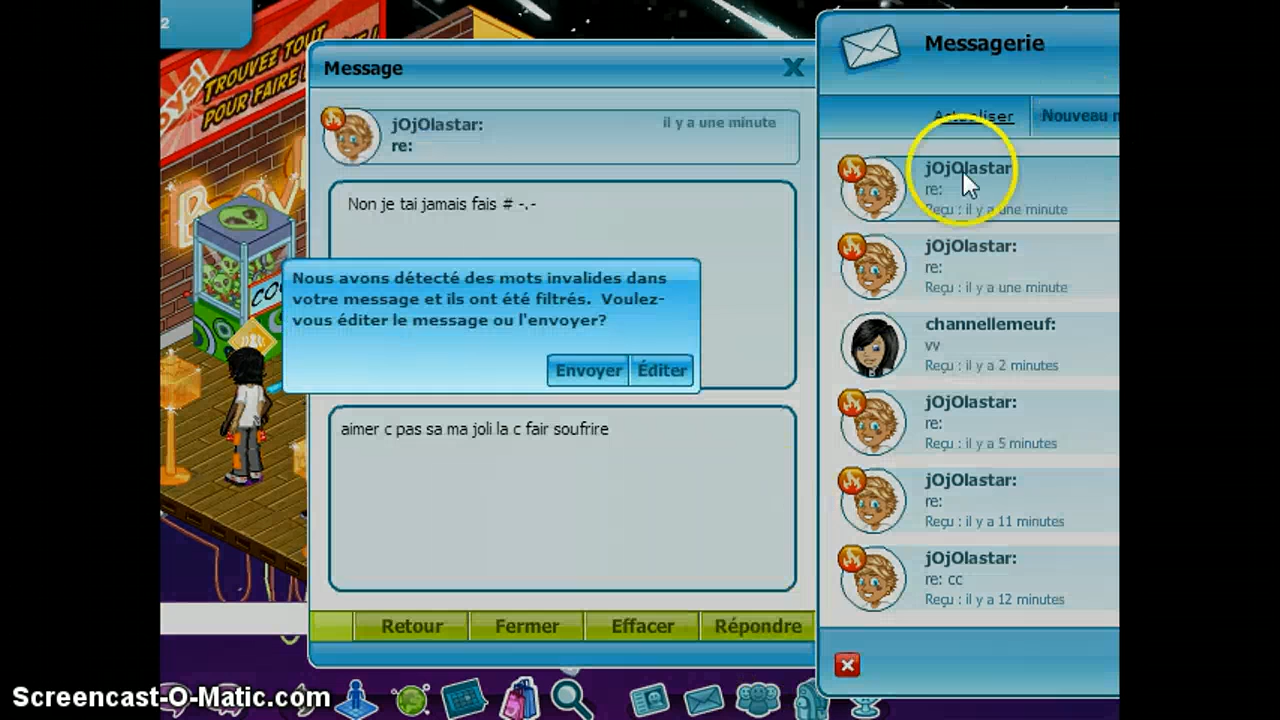 2
TROUVEZ TOUT
POUR FAIRE
Message
X
jOjOlastar:
il y a une minute
re:
Non je tai jamais fais # -.-
Nous avons détecté des mots invalides dans
votre message et ils ont été filtrés. Voulez-
vous éditer le message ou l'envoyer?
Envoyer
Éditer
aimer c pas sa ma joli la c fair soufrire
Retour
Fermer
Effacer
Répondre
Messagerie
Actualiser
Nouveau
jOjOlastar
re:
Reçu : il y a une minute
jOjOlastar:
re:
Reçu : il y a une minute
channellemeuf:
vv
Reçu : il y a 2 minutes
jOjOlastar:
re:
Reçu : il y a 5 minutes
jOjOlastar:
re:
Reçu : il y a 11 minutes
jOjOlastar:
re: cc
Reçu : il y a 12 minutes
Screencast-O-Matic.com